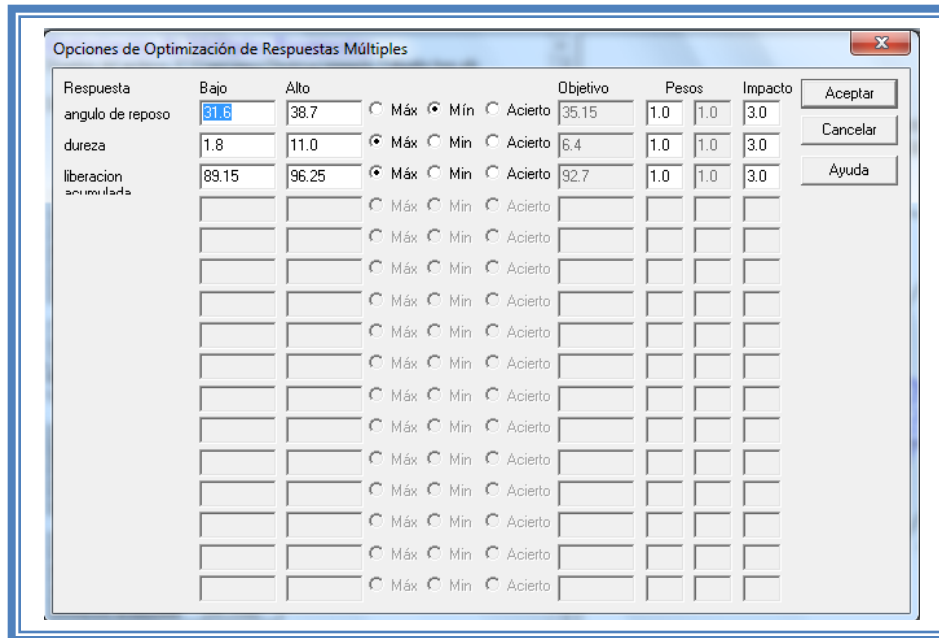 Opciones de Optimización de Respuestas Múltiples
Respuesta Bajo Alto Objetivo Pesos Impacto
angulo de reposo 31.6 38.7 Máx Mín Acierto 35.15 1.0 1.0 3.0
dureza 1.8 11.0 Máx Min Acierto 6.4 1.0 1.0 3.0
liberacion acumulada 89.15 96.25 Máx Min Acierto 92.7 1.0 1.0 3.0
Máx Min Acierto
Máx Min Acierto
Máx Min Acierto
Máx Min Acierto
Máx Min Acierto
Máx Min Acierto
Máx Min Acierto
Máx Min Acierto
Máx Min Acierto
Máx Min Acierto
Máx Min Acierto
Máx Min Acierto
Máx Min Acierto
Aceptar
Cancelar
Ayuda